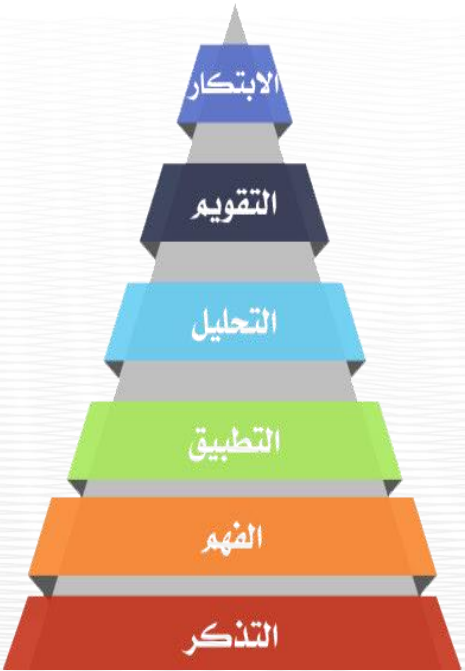 الابتكار
التقويم
التحليل
التطبيق
الفهم
التذكر